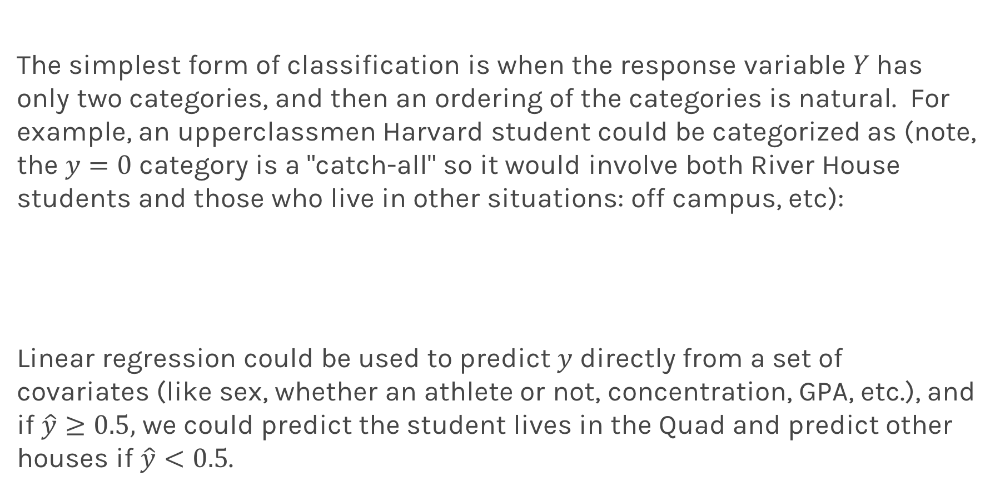 The simplest form of classification is when the response variable Y has
only two categories, and then an ordering of the categories is natural.  For
example, an upperclassmen Harvard student could be categorized as (note,
the y = 0 category is a "catch-all" so it would involve both River House
students and those who live in other situations: off campus, etc):
Linear regression could be used to predict y directly from a set of
covariates (like sex, whether an athlete or not, concentration, GPA, etc.), and
if ŷ ≥ 0.5, we could predict the student lives in the Quad and predict other
houses if ŷ < 0.5.